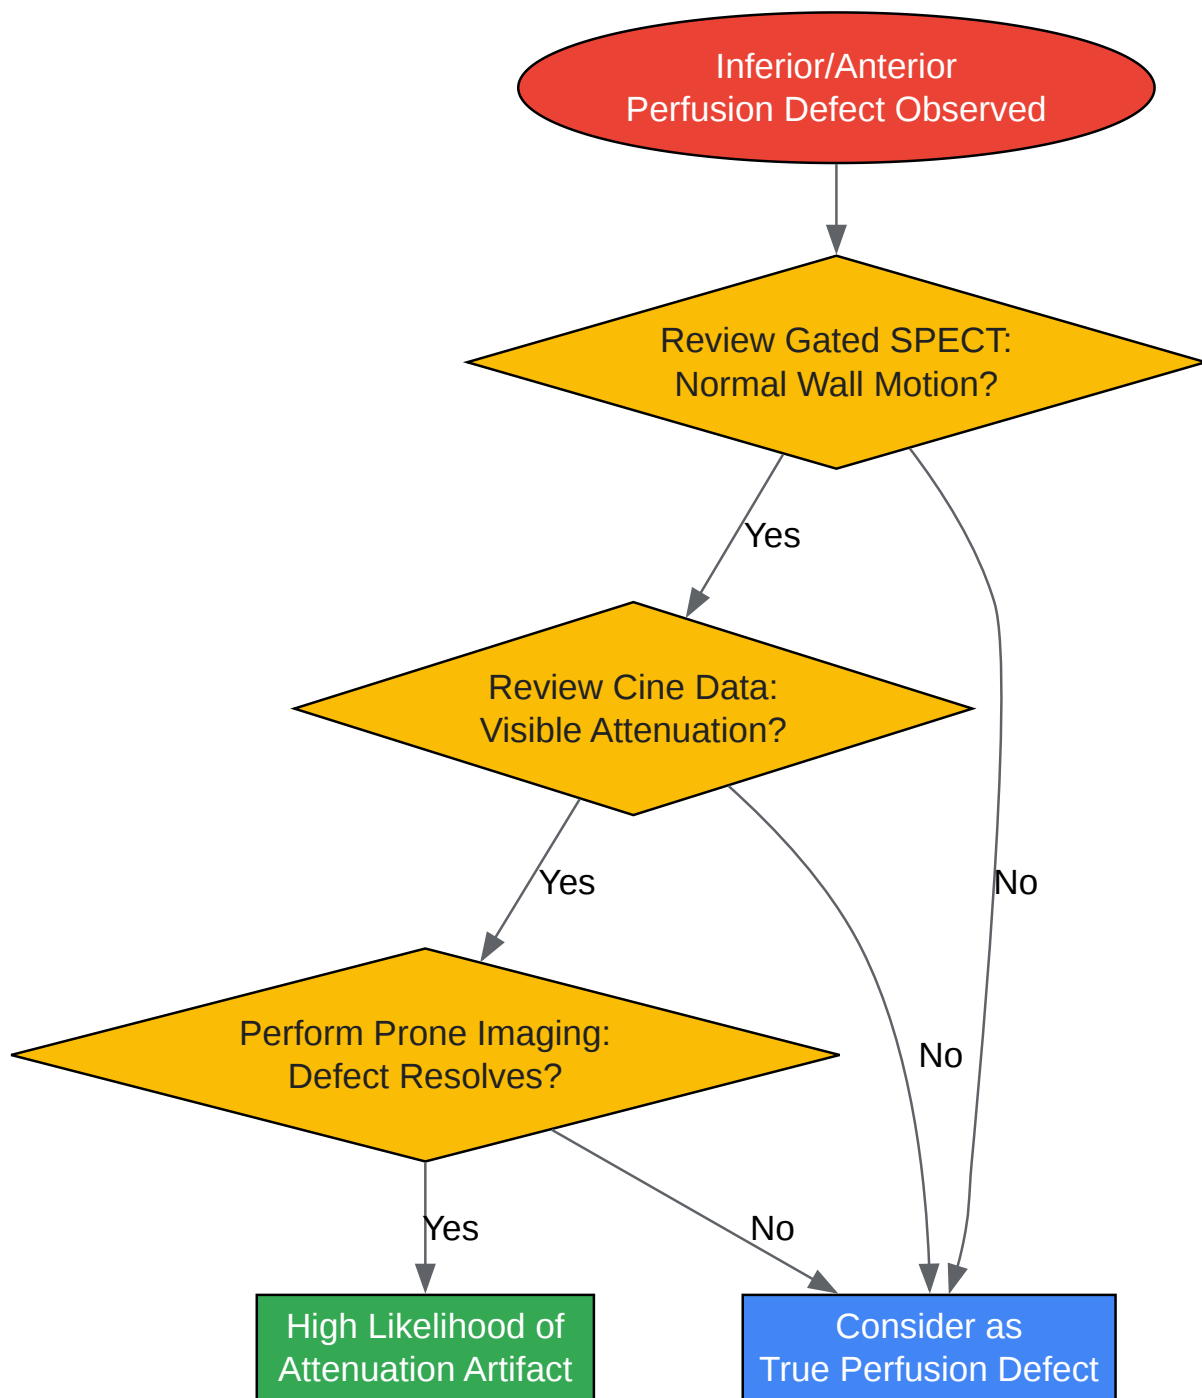 Inferior/Anterior
Perfusion Defect Observed
Review Gated SPECT:
Normal Wall Motion?
Yes
Review Cine Data:
Visible Attenuation?
Yes
No
Perform Prone Imaging:
Defect Resolves?
No
Yes
No
High Likelihood of
Attenuation Artifact
Consider as
True Perfusion Defect